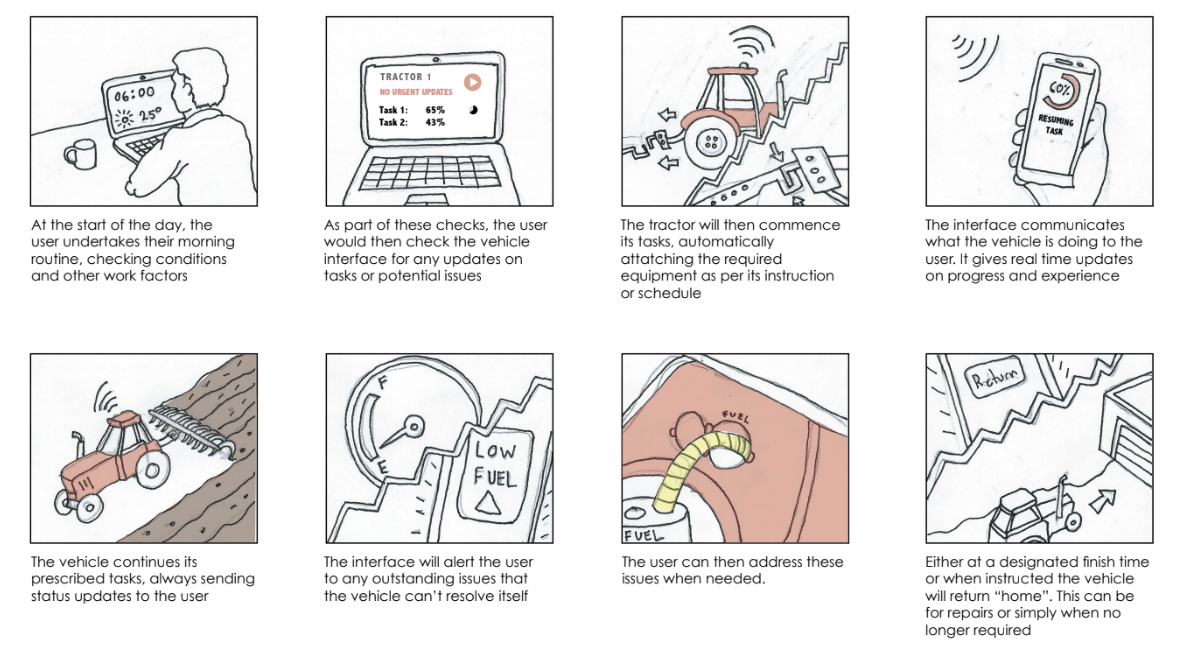 06:00
25°
TRACTOR 1
NO URGENT UPDATES
Task 1: 65%
Task 2: 43%
60%
RESUMING
TASK
At the start of the day, the
user undertakes their morning
routine, checking conditions
and other work factors
As part of these checks, the user
would then check the vehicle
interface for any updates on
tasks or potential issues
The tractor will then commence
its tasks, automatically
attatching the required
equipment as per its instruction
or schedule
The interface communicates
what the vehicle is doing to the
user. It gives real time updates
on progress and experience
F
E
LOW
FUEL
FUEL
FUEL
Return
The vehicle continues its
prescribed tasks, always sending
status updates to the user
The interface will alert the user
to any outstanding issues that
the vehicle can't resolve itself
The user can then address these
issues when needed.
Either at a designated finish time
or when instructed the vehicle
will return “home”. This can be
for repairs or simply when no
longer required